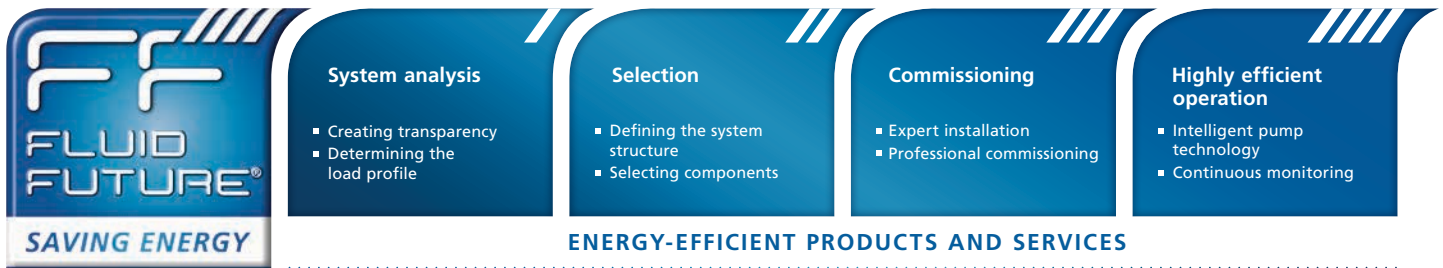 FF
FLUID
FUTURE®
SAVING ENERGY
System analysis
▪ Creating transparency
▪ Determining the
load profile
Selection
▪ Defining the system
structure
▪ Selecting components
Commissioning
▪ Expert installation
▪ Professional commissioning
Highly efficient
operation
▪ Intelligent pump
technology
▪ Continuous monitoring
ENERGY-EFFICIENT PRODUCTS AND SERVICES